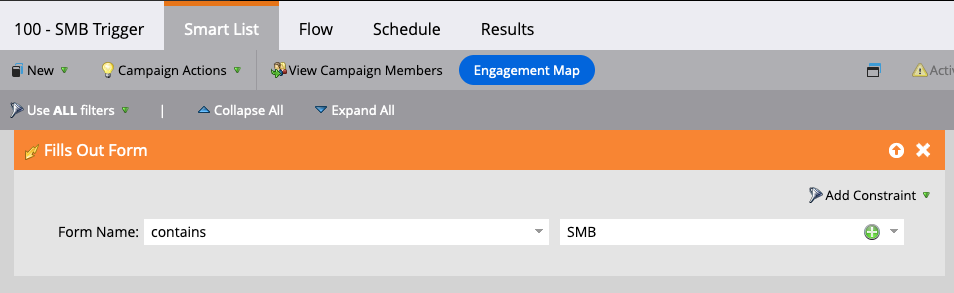 100 - SMB Trigger Smart List Flow Schedule Results
New Campaign Actions View Campaign Members Engagement Map Activ
Use ALL filters | Collapse All Expand All
Fills Out Form
Add Constraint
Form Name: contains SMB